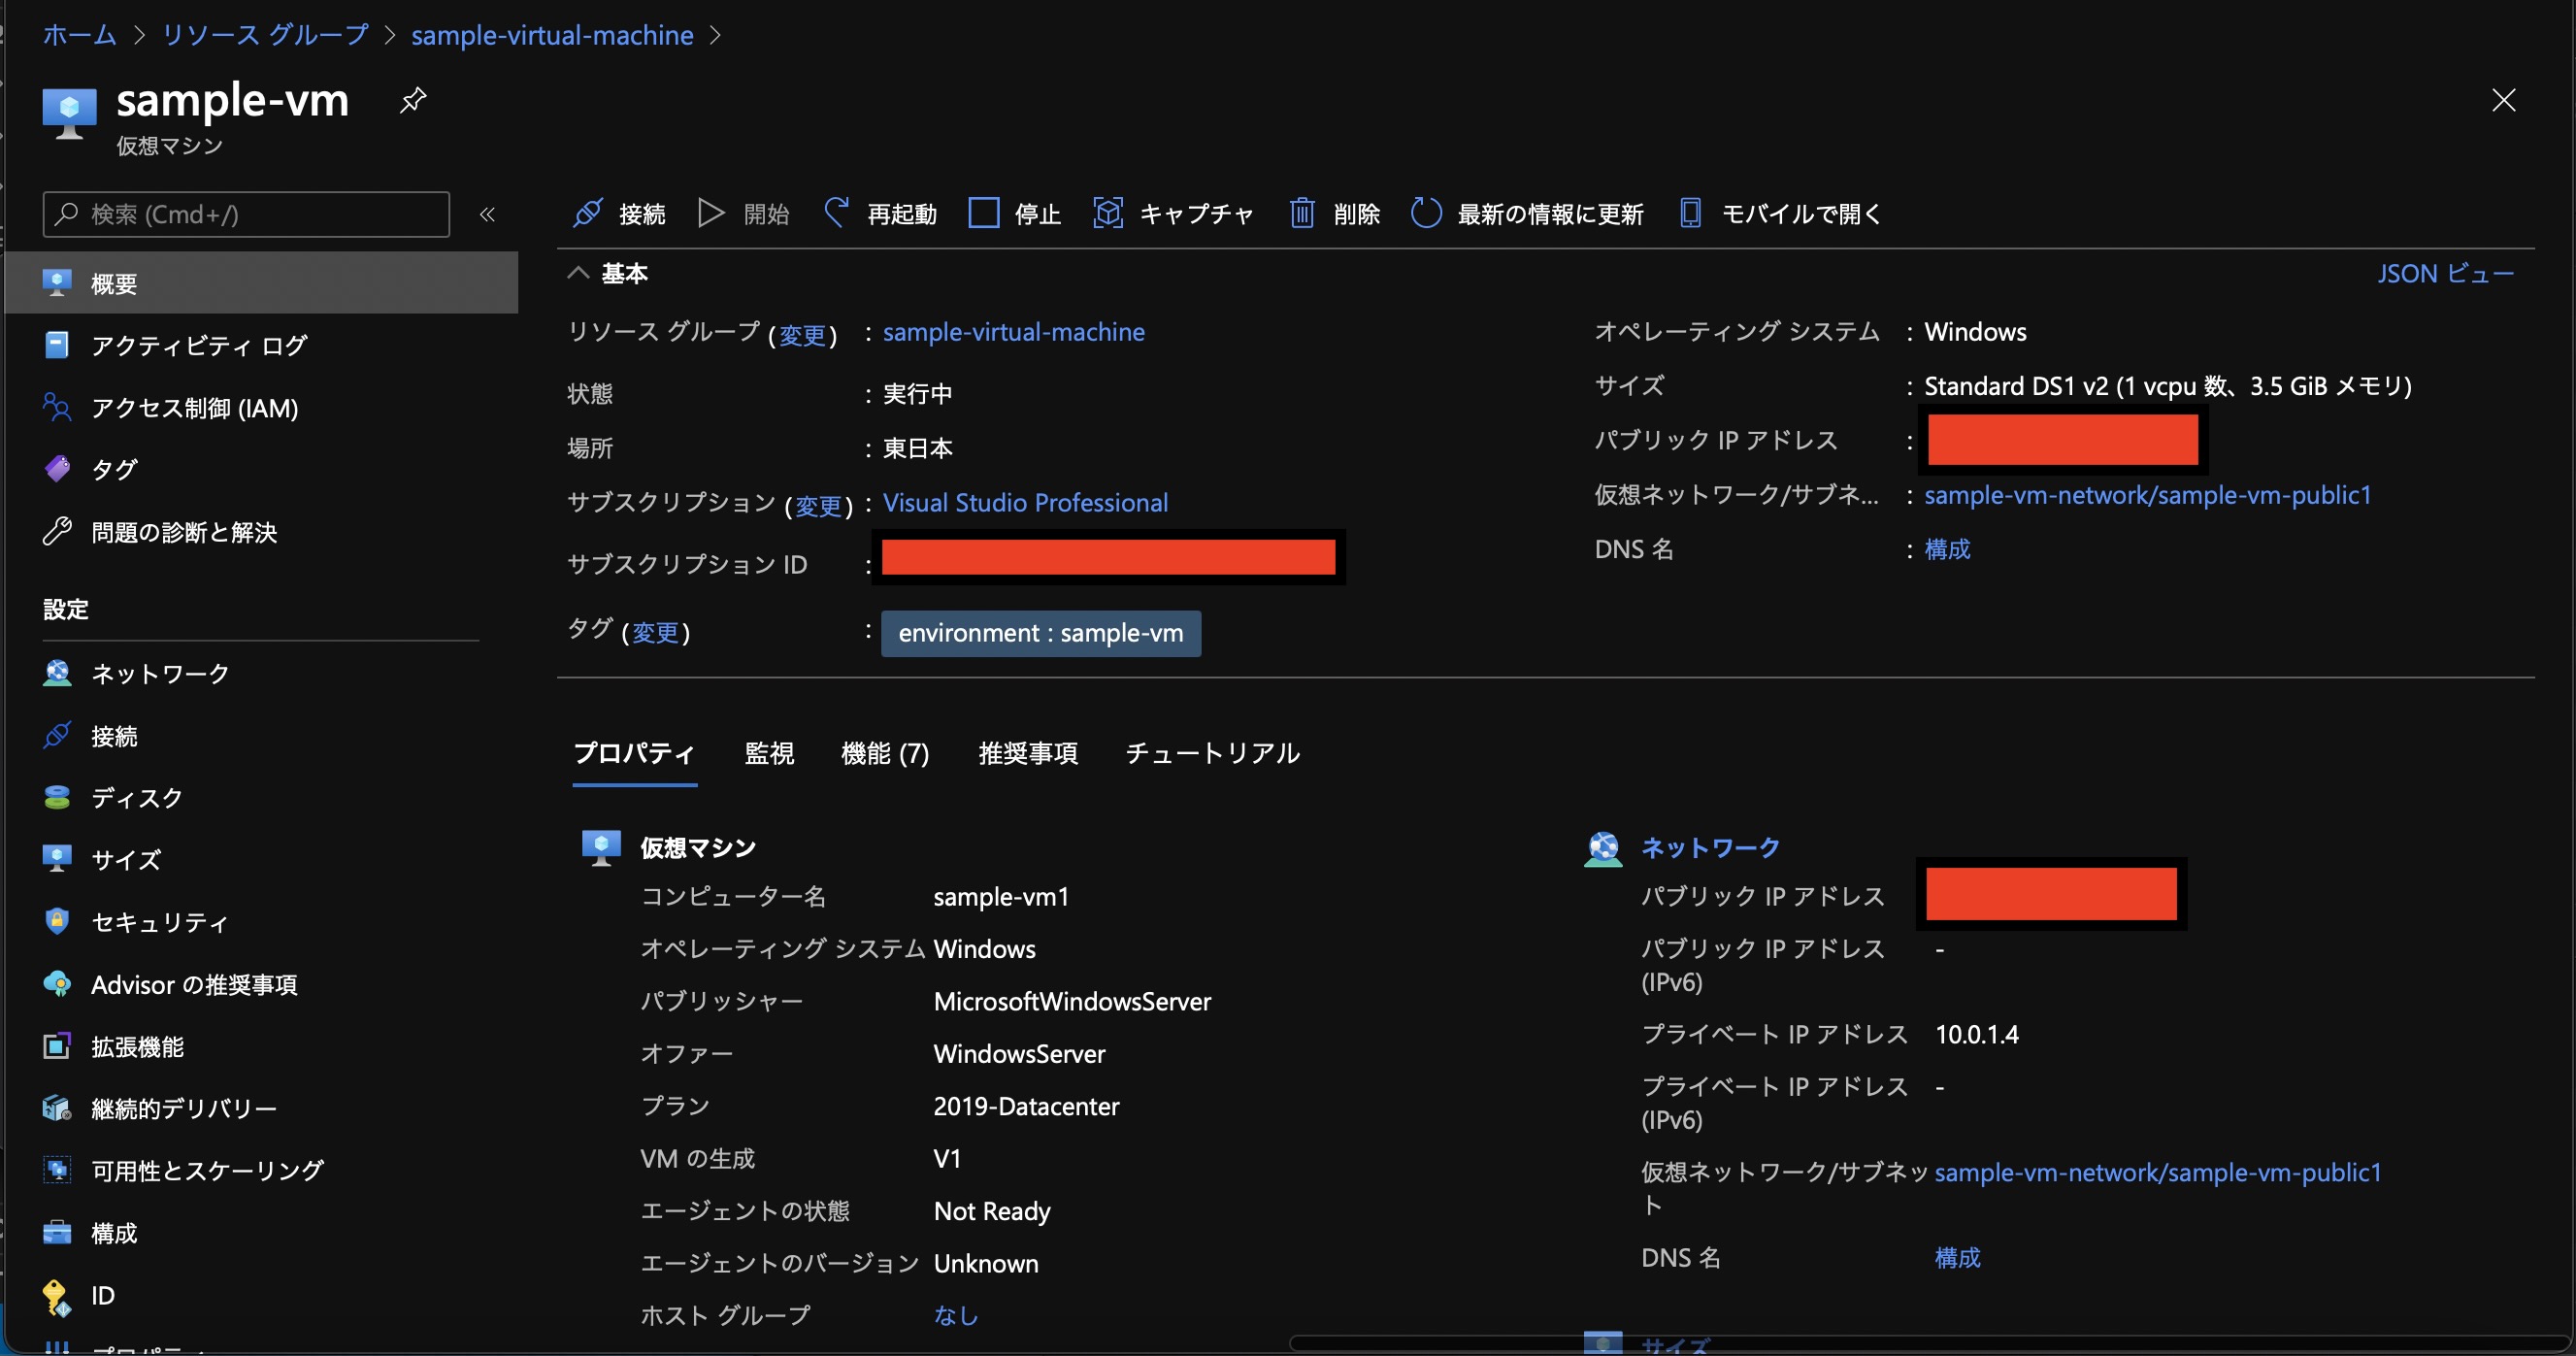 ホーム > リソース グループ > sample-virtual-machine >
sample-vm
仮想マシン
検索 (Cmd+/)
«
概要
アクティビティ ログ
アクセス制御 (IAM)
タグ
問題の診断と解決
設定
ネットワーク
接続
ディスク
サイズ
セキュリティ
Advisor の推奨事項
拡張機能
継続的デリバリー
可用性とスケーリング
構成
ID
プロパティ
接続 開始 再起動 停止 キャプチャ 削除 最新の情報に更新 モバイルで開く
基本
JSON ビュー
リソース グループ (変更) : sample-virtual-machine
状態 : 実行中
場所 : 東日本
サブスクリプション (変更) : Visual Studio Professional
サブスクリプション ID :
タグ (変更) : environment : sample-vm
オペレーティング システム : Windows
サイズ : Standard DS1 v2 (1 vcpu 数、3.5 GiB メモリ)
パブリック IP アドレス :
仮想ネットワーク/サブネ... : sample-vm-network/sample-vm-public1
DNS 名 : 構成
プロパティ 監視 機能 (7) 推奨事項 チュートリアル
仮想マシン
コンピューター名 sample-vm1
オペレーティング システム Windows
パブリッシャー MicrosoftWindowsServer
オファー WindowsServer
プラン 2019-Datacenter
VM の生成 V1
エージェントの状態 Not Ready
エージェントのバージョン Unknown
ホスト グループ なし
ネットワーク
パブリック IP アドレス
パブリック IP アドレス -
(IPv6)
プライベート IP アドレス 10.0.1.4
プライベート IP アドレス -
(IPv6)
仮想ネットワーク/サブネッ sample-vm-network/sample-vm-public1
ト
DNS 名 構成
サイズ